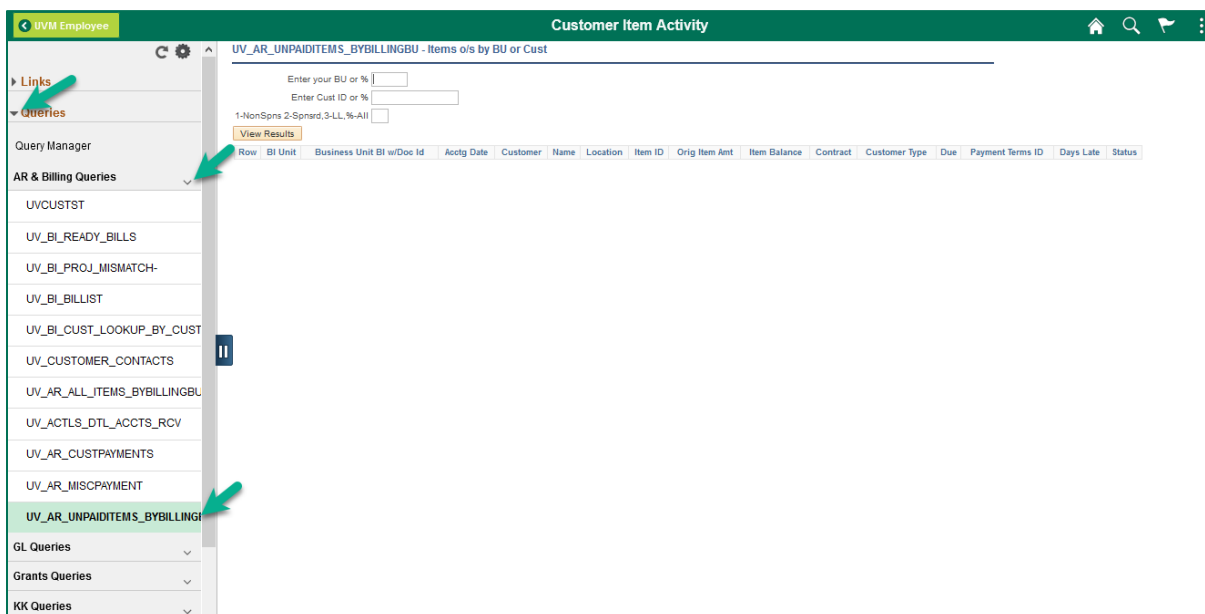 UVM Employee
Customer Item Activity
Links
Queries
Query Manager
AR & Billing Queries
UVCUSTST
UV_BI_READY_BILLS
UV_BI_PROJ_MISMATCH-
UV_BI_BILLIST
UV_BI_CUST_LOOKUP_BY_CUST
UV_CUSTOMER_CONTACTS
UV_AR_ALL_ITEMS_BYBILLINGBU
UV_ACTLS_DTL_ACCTS_RCV
UV_AR_CUSTPAYMENTS
UV_AR_MISCPAYMENT
UV_AR_UNPAIDITEMS_BYBILLINGB
GL Queries
Grants Queries
KK Queries
UV_AR_UNPAIDITEMS_BYBILLINGBU - Items o/s by BU or Cust
Enter your BU or %
Enter Cust ID or %
1-NonSpns 2-Spnsrd,3-LL,%-All
View Results
Row BI Unit Business Unit BI w/Doc Id Acctg Date Customer Name Location Item ID Orig Item Amt Item Balance Contract Customer Type Due Payment Terms ID Days Late Status